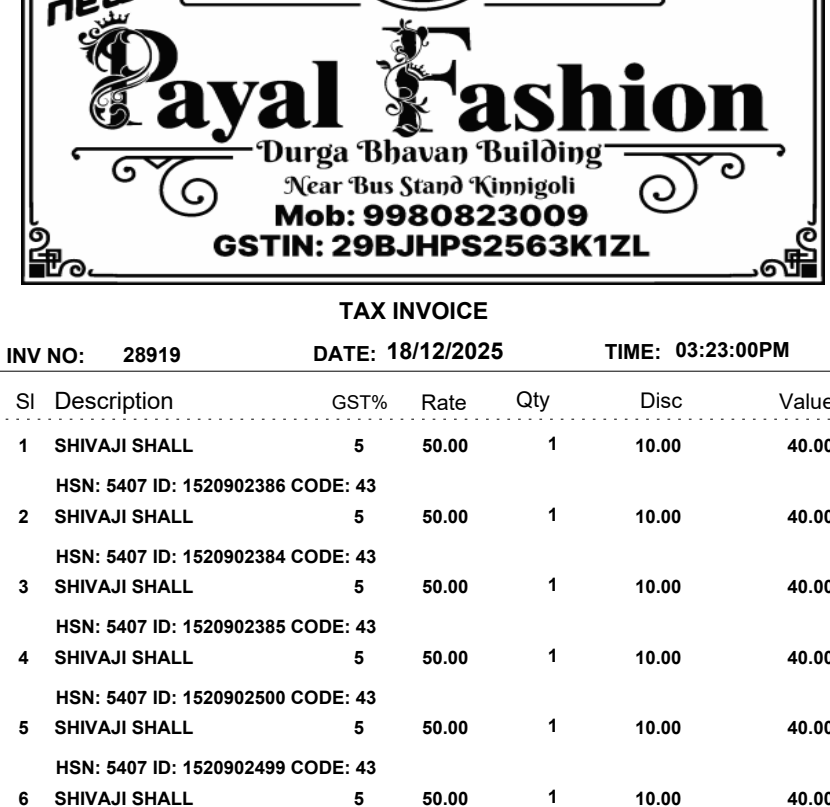 new
Payal Fashion
Durga Bhavan Building
Near Bus Stand Kinnigoli
Mob: 9980823009
GSTIN: 29BJHPS2563K1ZL
TAX INVOICE
INV NO: 28919 DATE: 18/12/2025 TIME: 03:23:00PM
Sl Description GST% Rate Qty Disc Value
1 SHIVAJI SHALL 5 50.00 1 10.00 40.00
HSN: 5407 ID: 1520902386 CODE: 43
2 SHIVAJI SHALL 5 50.00 1 10.00 40.00
HSN: 5407 ID: 1520902384 CODE: 43
3 SHIVAJI SHALL 5 50.00 1 10.00 40.00
HSN: 5407 ID: 1520902385 CODE: 43
4 SHIVAJI SHALL 5 50.00 1 10.00 40.00
HSN: 5407 ID: 1520902500 CODE: 43
5 SHIVAJI SHALL 5 50.00 1 10.00 40.00
HSN: 5407 ID: 1520902499 CODE: 43
6 SHIVAJI SHALL 5 50.00 1 10.00 40.00